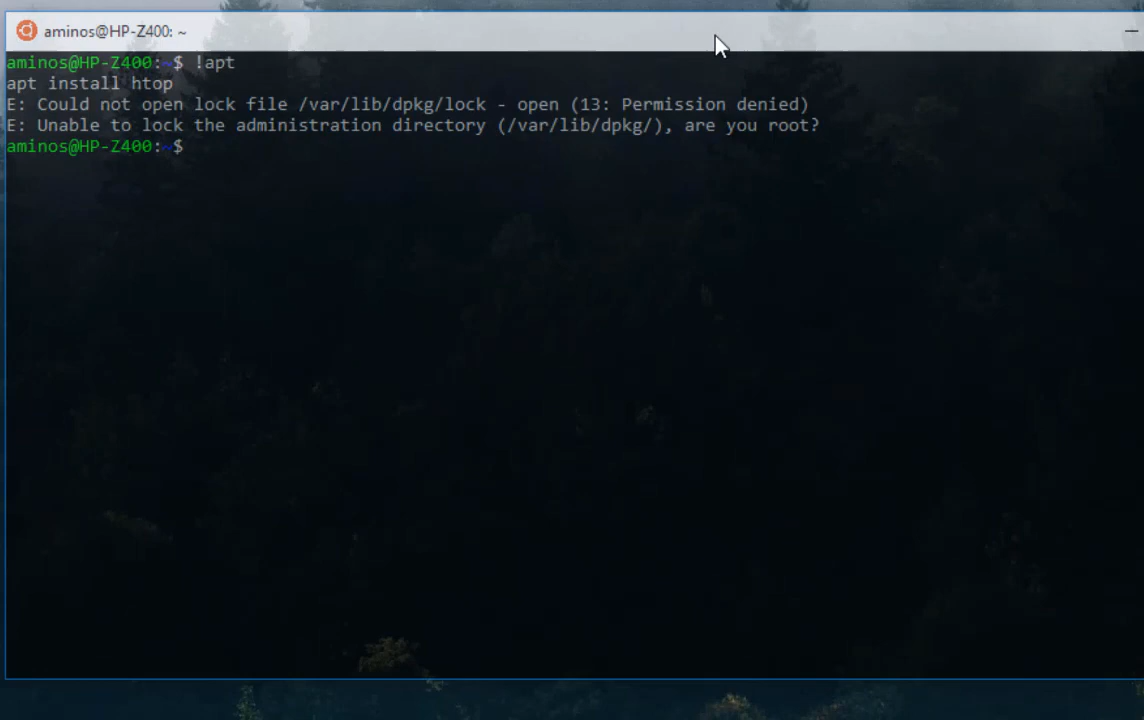 aminos@HP-Z400: ~
aminos@HP-Z400:~$ !apt
apt install htop
E: Could not open lock file /var/lib/dpkg/lock - open (13: Permission denied)
E: Unable to lock the administration directory (/var/lib/dpkg/), are you root?
aminos@HP-Z400:~$